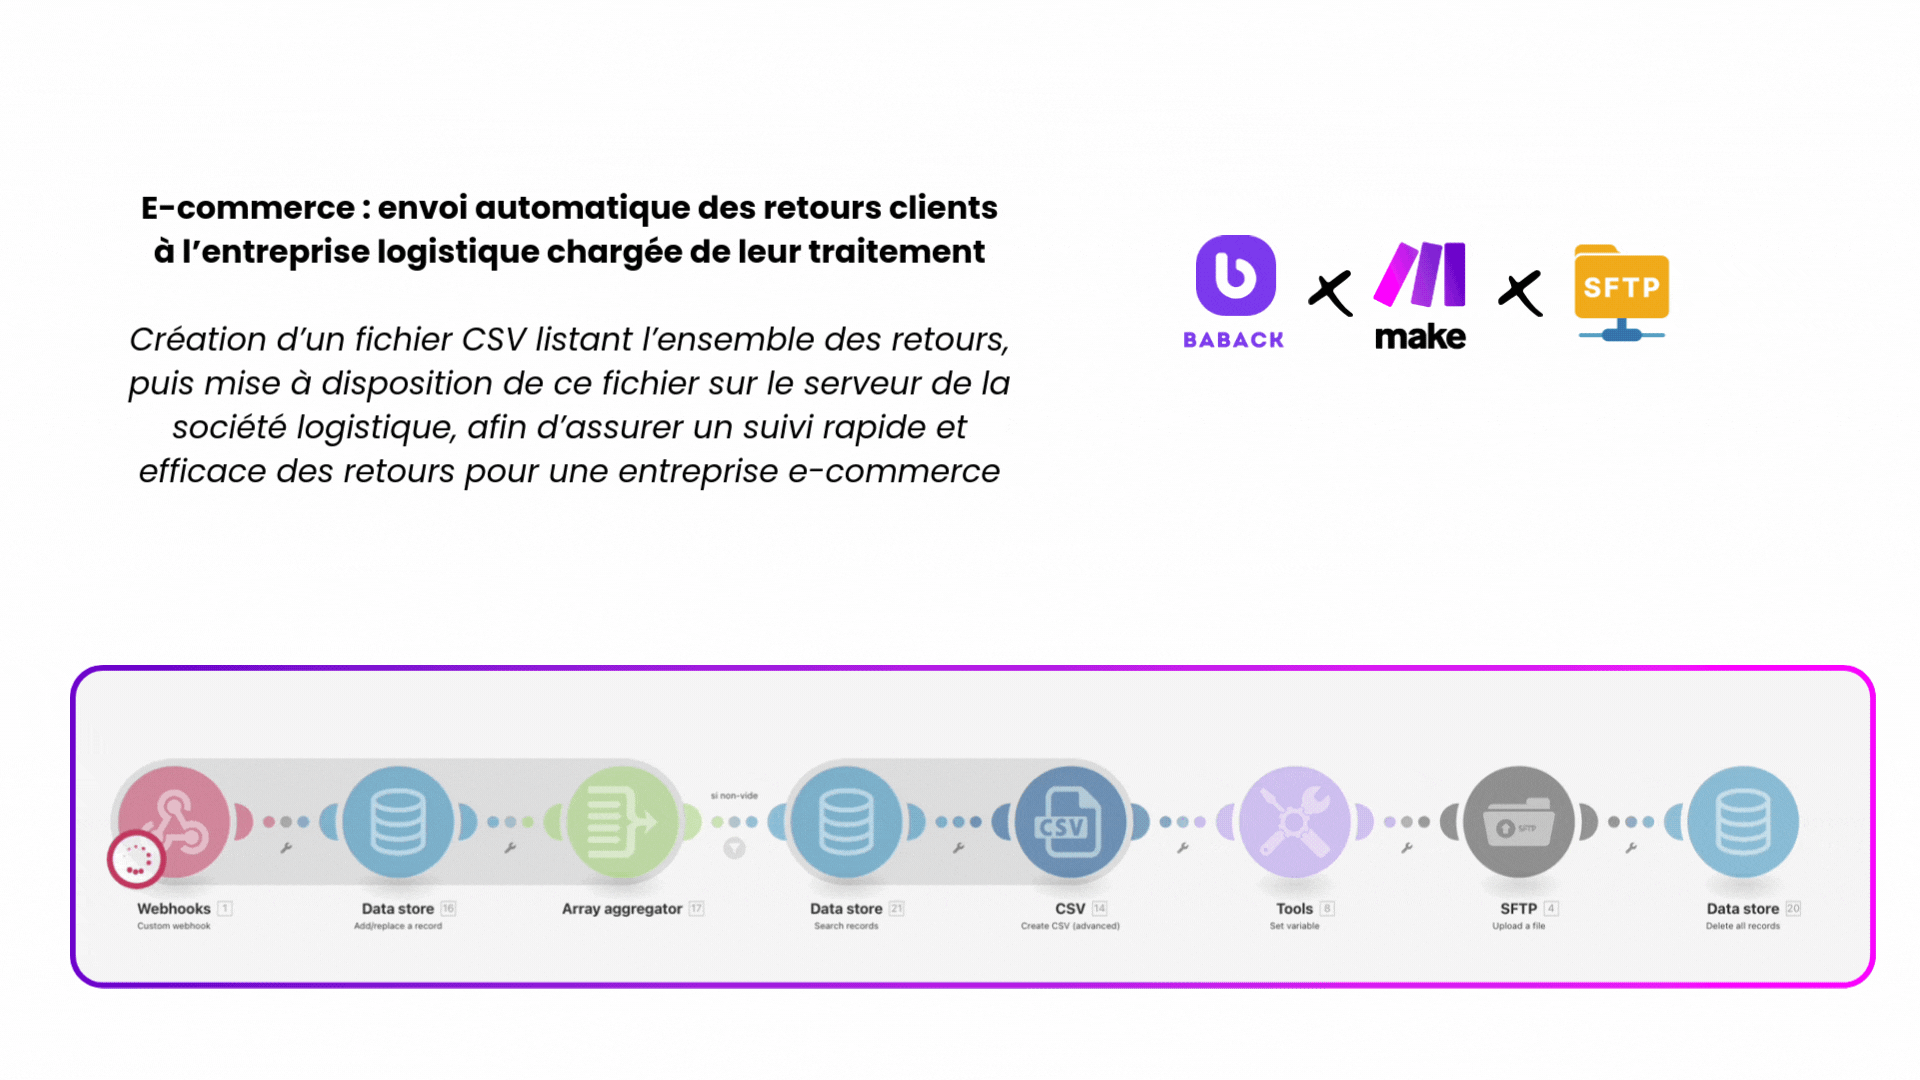 E-commerce : envoi automatique des retours clients
à l’entreprise logistique chargée de leur traitement
Création d’un fichier CSV listant l’ensemble des retours,
puis mise à disposition de ce fichier sur le serveur de la
société logistique, afin d’assurer un suivi rapide et
efficace des retours pour une entreprise e-commerce
BABACK
make
SFTP
si non-vide
CSV
SFTP
Webhooks 1
Custom webhook
Data store 16
Add/replace a record
Array aggregator 17
Data store 21
Search records
CSV 14
Create CSV (advanced)
Tools 8
Set variable
SFTP 4
Upload a file
Data store 20
Delete all records